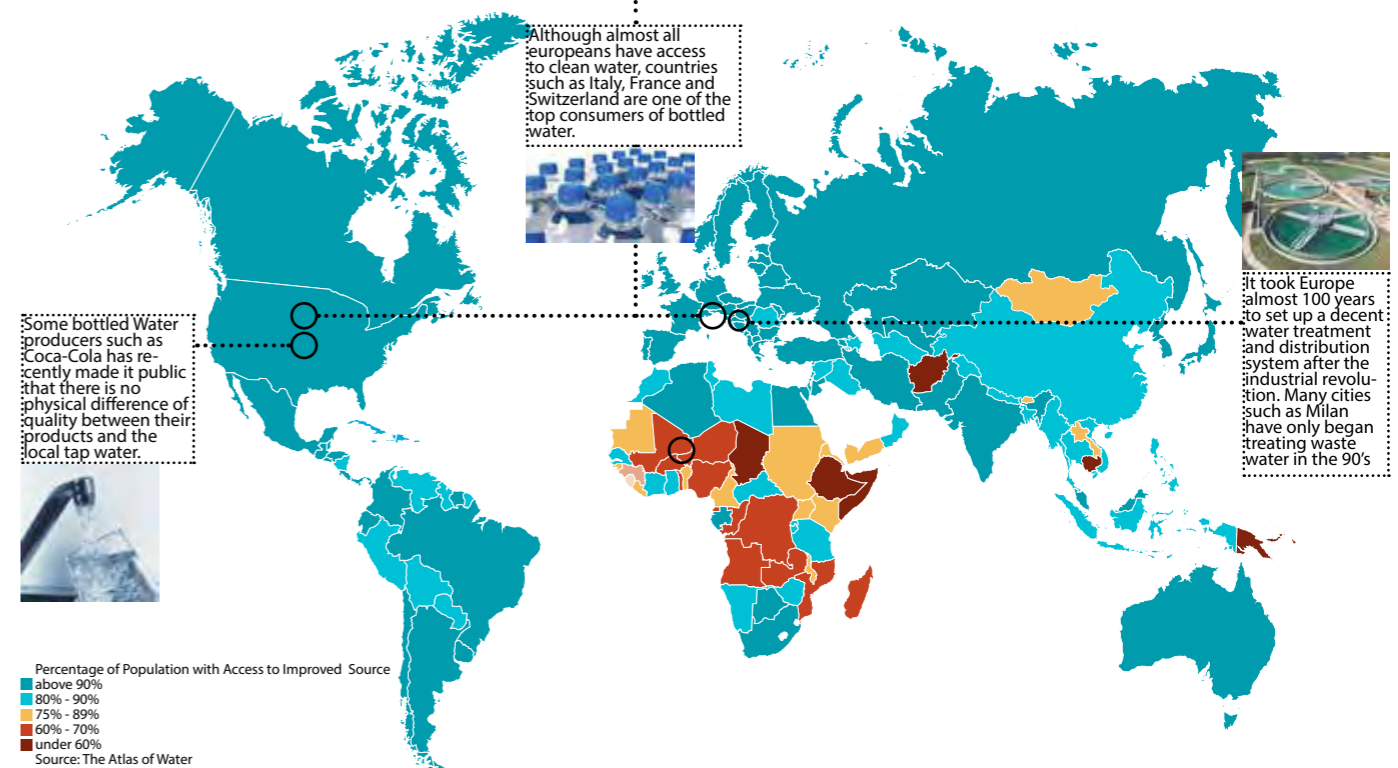 Although almost all
europeans have access
to clean water, countries
such as Italy, France and
Switzerland are one of the
top consumers of bottled
water.
Some bottled Water
producers such as
Coca-Cola has re-
cently made it public
that there is no
physical difference of
quality between their
products and the
local tap water.
It took Europe
almost 100 years
to set up a decent
water treatment
and distribution
system after the
industrial revolu-
tion. Many cities
such as Milan
have only began
treating waste
water in the 90's
Percentage of Population with Access to Improved Source
above 90%
80% - 90%
75% - 89%
60% - 70%
under 60%
Source: The Atlas of Water